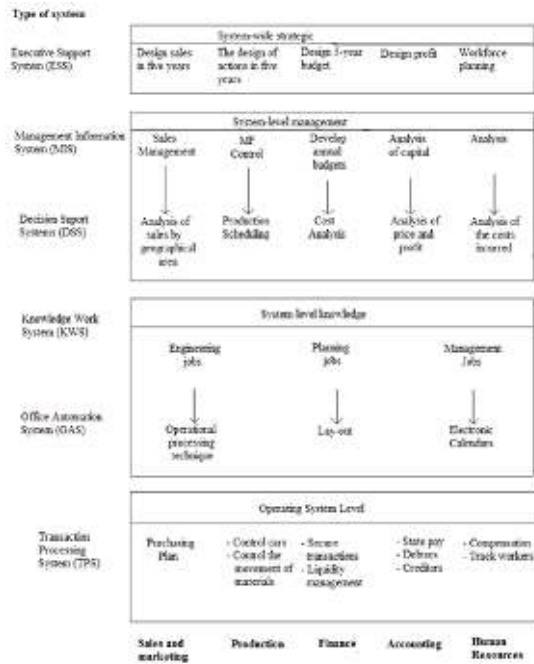 Type of system
System-wide strategic
Executive Support
System (ESS)
Design sales
in five years
The design of
actions in five
years
Design 5-year
budget
Design profit
Workforce
planning
System-level management
Management Information
System (MIS)
Sales
Management
MF
Control
Develop
annual
budgets
Analysis
of capital
Analysis
Decision Suport
Systems (DSS)
Analysis of
sales by
geographical
area
Production
Scheduling
Cost
Analysis
Analysis of
price and
profit
Analysis of
the costs
incurred
System-level knowledge
Knowledge Work
System (KWS)
Engineering
jobs
Planning
jobs
Management
Jobs
Office Automation
System (OAS)
Operational
processing
technique
Lay-out
Electronic
Calendars
Operating System Level
Transaction
Processing
System (TPS)
Purchasing
Plan
- Control cars
- Control the
movement of
materials
- Secure
transactions
- Liquidity
management
- State pay
- Debtors
- Creditors
- Compensation
- Track workers
Sales and
marketing
Production
Finance
Accounting
Human
Resources